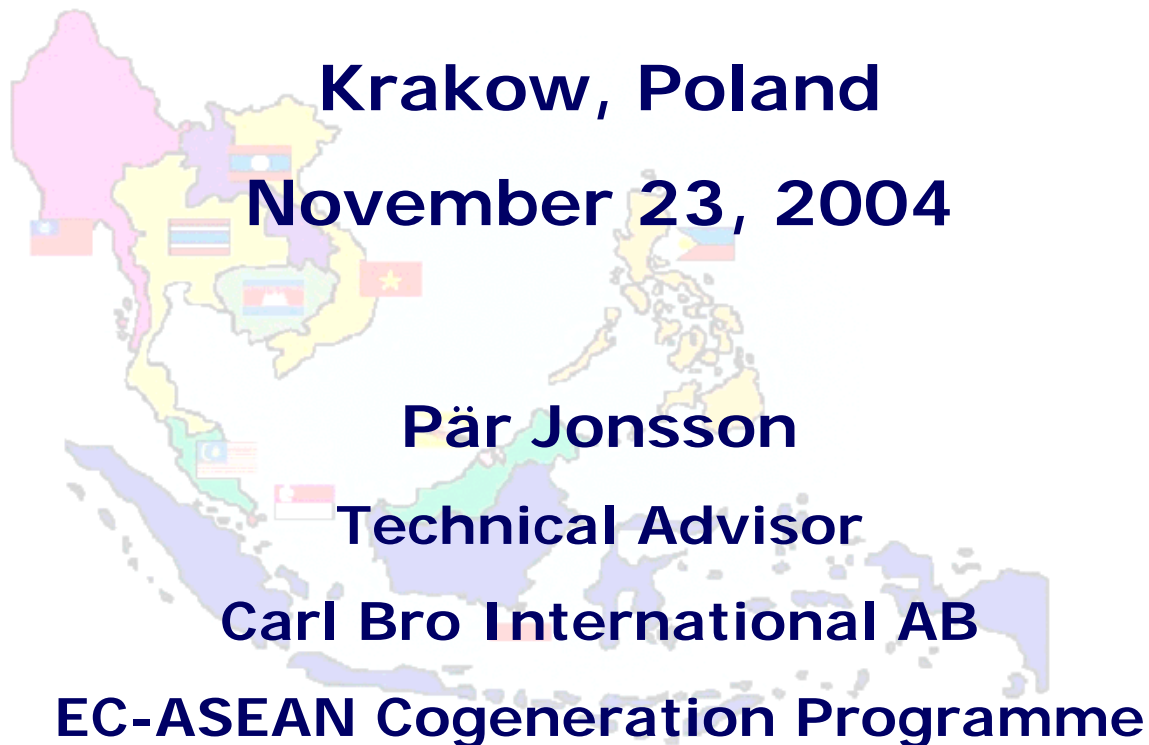 Krakow, Poland
November 23, 2004
Pär Jonsson
Technical Advisor
Carl Bro International AB
EC-ASEAN Cogeneration Programme